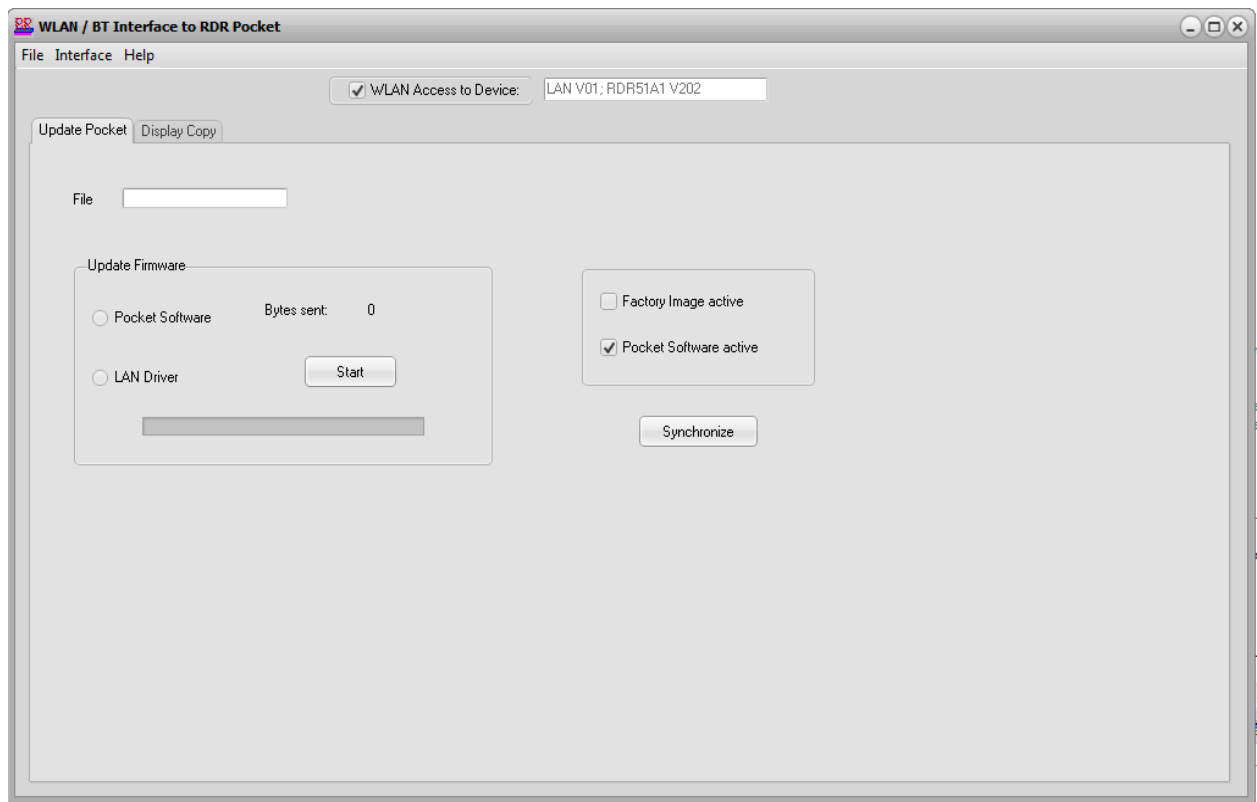 WLAN / BT Interface to RDR Pocket
File Interface Help
WLAN Access to Device: LAN V01; RDR51A1 V202
Update Pocket Display Copy
File
Update Firmware
Pocket Software Bytes sent: 0
LAN Driver Start
Factory Image active
Pocket Software active
Synchronize